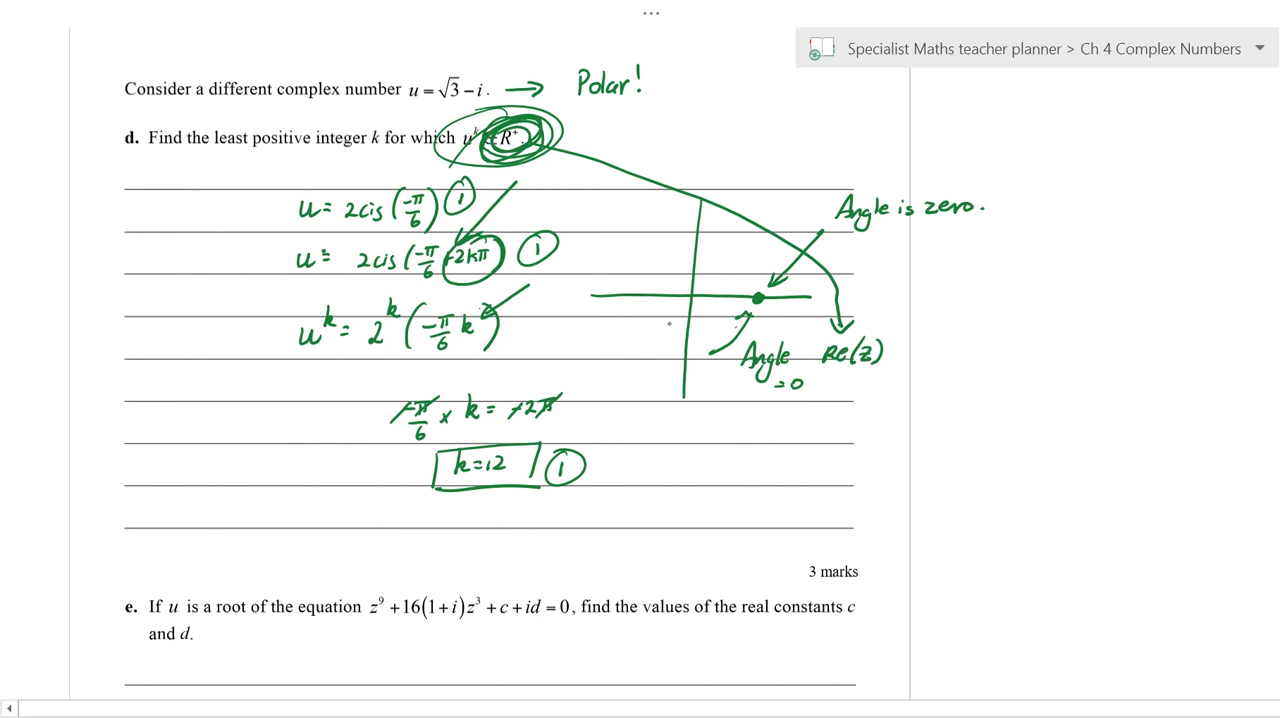 Specialist Maths teacher planner > Ch 4 Complex Numbers
Consider a different complex number u = √3 − i. → Polar!
d. Find the least positive integer k for which u^k ∈ R⁺.
u = 2cis(-π/6) ①
Angle is zero.
u = 2cis(-π/6 -2kπ) ①
u^k = 2^k (-π/6 k)
Angle = 0
Re(z)
-π/6 × k = -2π
k=12 ①
3 marks
e. If u is a root of the equation z⁹ + 16(1+i)z³ + c + id = 0, find the values of the real constants c
and d.